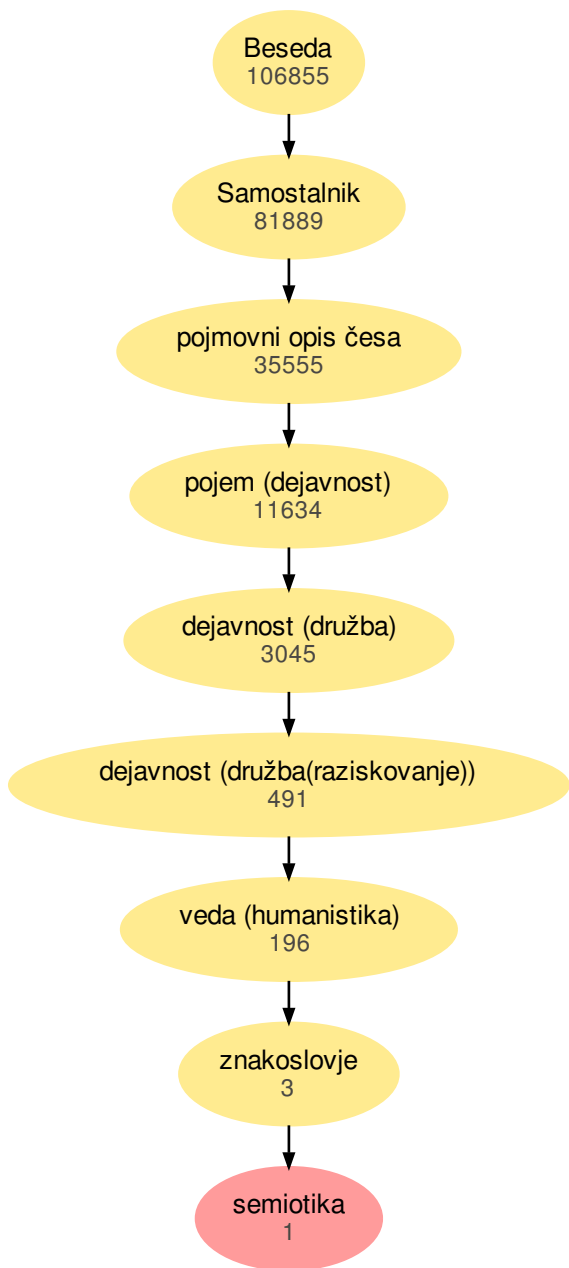 Beseda
106855
Samostalnik
81889
pojmovni opis česa
35555
pojem (dejavnost)
11634
dejavnost (družba)
3045
dejavnost (družba(raziskovanje))
491
veda (humanistika)
196
znakoslovje
3
semiotika
1